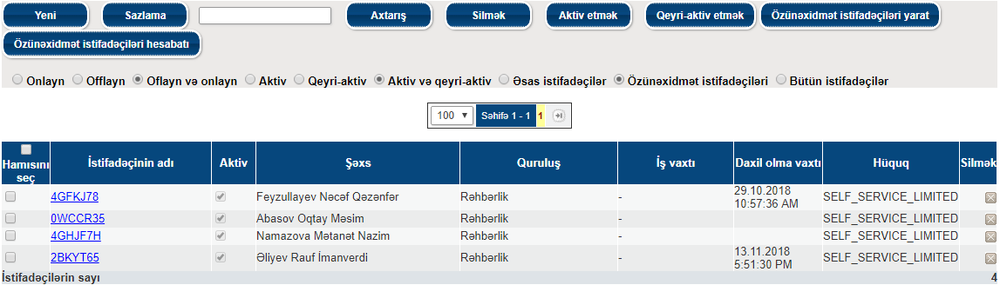 Yeni Sazlama Axtarış Silmək Aktiv etmək Qeyri-aktiv etmək Özünəxidmət istifadəçiləri yarat
Özünəxidmət istifadəçiləri hesabatı
Onlayn Offlayn Oflayn və onlayn Aktiv Qeyri-aktiv Aktiv və qeyri-aktiv Əsas istifadəçilər Özünəxidmət istifadəçiləri Bütün istifadəçilər
100 Səhifə 1 - 1 1
Hamısını seç İstifadəçinin adı Aktiv Şəxs Quruluş İş vaxtı Daxil olma vaxtı Hüquq Silmək
4GFKJ78 Feyzullayev Nəcəf Qəzənfər Rəhbərlik - 29.10.2018 10:57:36 AM SELF_SERVICE_LIMITED
0WCCR35 Abasov Oqtay Məsim Rəhbərlik - SELF_SERVICE_LIMITED
4GHJF7H Namazova Mətanət Nazim Rəhbərlik - SELF_SERVICE_LIMITED
2BKYT65 Əliyev Rauf İmanverdi Rəhbərlik - 13.11.2018 5:51:30 PM SELF_SERVICE_LIMITED
İstifadəçilərin sayı 4